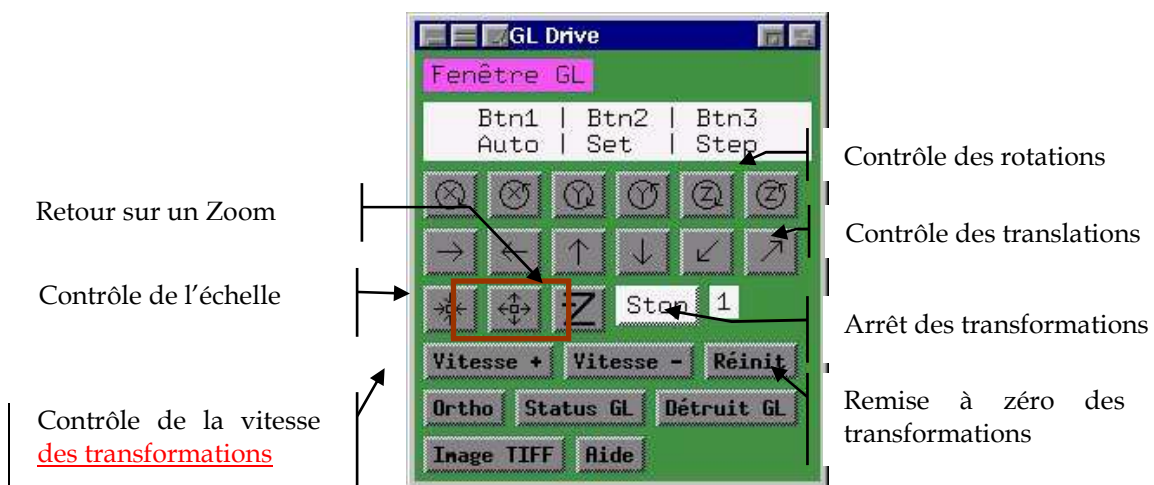 GL Drive
Fenêtre GL
Btn1 | Btn2 | Btn3
Auto | Set | Step
Contrôle des rotations
X X Y Y Z Z
Retour sur un Zoom
Contrôle des translations
Contrôle de l’échelle
Z Stop 1
Arrêt des transformations
Vitesse + Vitesse - Réinit
Ortho Status GL Détruit GL
Remise à zéro des
transformations
Contrôle de la vitesse
des transformations
Image TIFF Aide